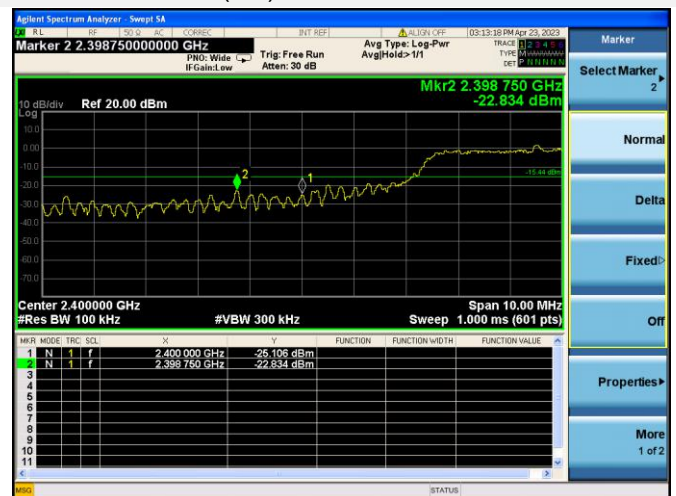 Agilent Spectrum Analyzer - Swept SA
RL RF 50 Ω AC CORREC INT REF ALIGN OFF 03:13:18 PM Apr 23, 2023
Marker 2 2.398750000000 GHz
PNO: Wide
IFGain:Low
Trig: Free Run
Atten: 30 dB
Avg Type: Log-Pwr
Avg|Hold:>1/1
TRACE 1 2 3 4 5 6
TYPE M
DET P N N N N N
Mkr2 2.398 750 GHz
-22.834 dBm
10 dB/div Ref 20.00 dBm
Log
10.0
0.00
-10.0
-20.0
-30.0
-40.0
-50.0
-60.0
-70.0
2
1
-15.44 dBm
Center 2.400000 GHz Span 10.00 MHz
#Res BW 100 kHz #VBW 300 kHz Sweep 1.000 ms (601 pts)
MKR MODE TRC SCL X Y FUNCTION FUNCTION WIDTH FUNCTION VALUE
1 N 1 f 2.400 000 GHz -25.106 dBm
2 N 1 f 2.398 750 GHz -22.834 dBm
3
4
5
6
7
8
9
10
11
MSG STATUS
Marker
Select Marker
2
Normal
Delta
Fixed
Off
Properties
More
1 of 2